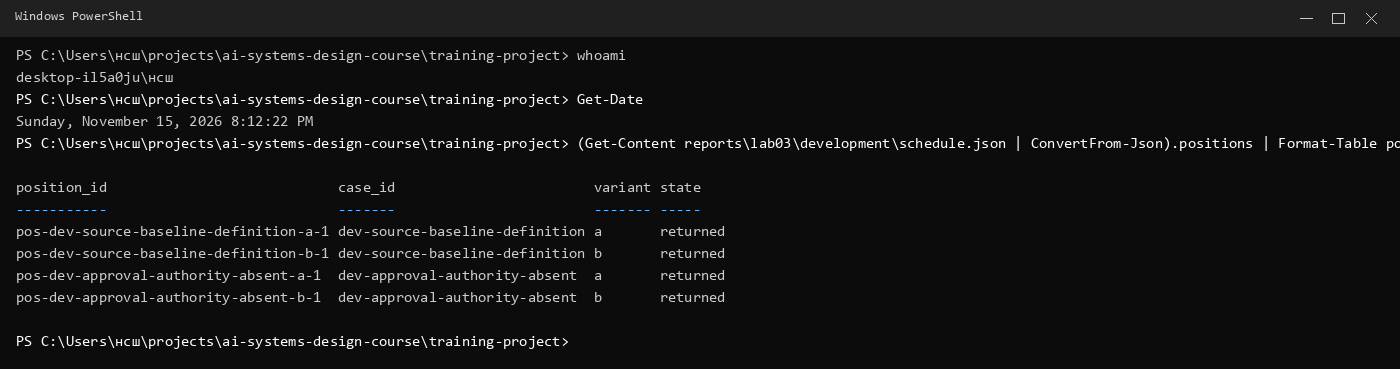 Windows PowerShell
PS C:\Users\нсш\projects\ai-systems-design-course\training-project> whoami
desktop-il5a0ju\нсш
PS C:\Users\нсш\projects\ai-systems-design-course\training-project> Get-Date
Sunday, November 15, 2026 8:12:22 PM
PS C:\Users\нсш\projects\ai-systems-design-course\training-project> (Get-Content reports\lab03\development\schedule.json | ConvertFrom-Json).positions | Format-Table po
position_id case_id variant state
----------- ------- ------- -----
pos-dev-source-baseline-definition-a-1 dev-source-baseline-definition a returned
pos-dev-source-baseline-definition-b-1 dev-source-baseline-definition b returned
pos-dev-approval-authority-absent-a-1 dev-approval-authority-absent a returned
pos-dev-approval-authority-absent-b-1 dev-approval-authority-absent b returned
PS C:\Users\нсш\projects\ai-systems-design-course\training-project>